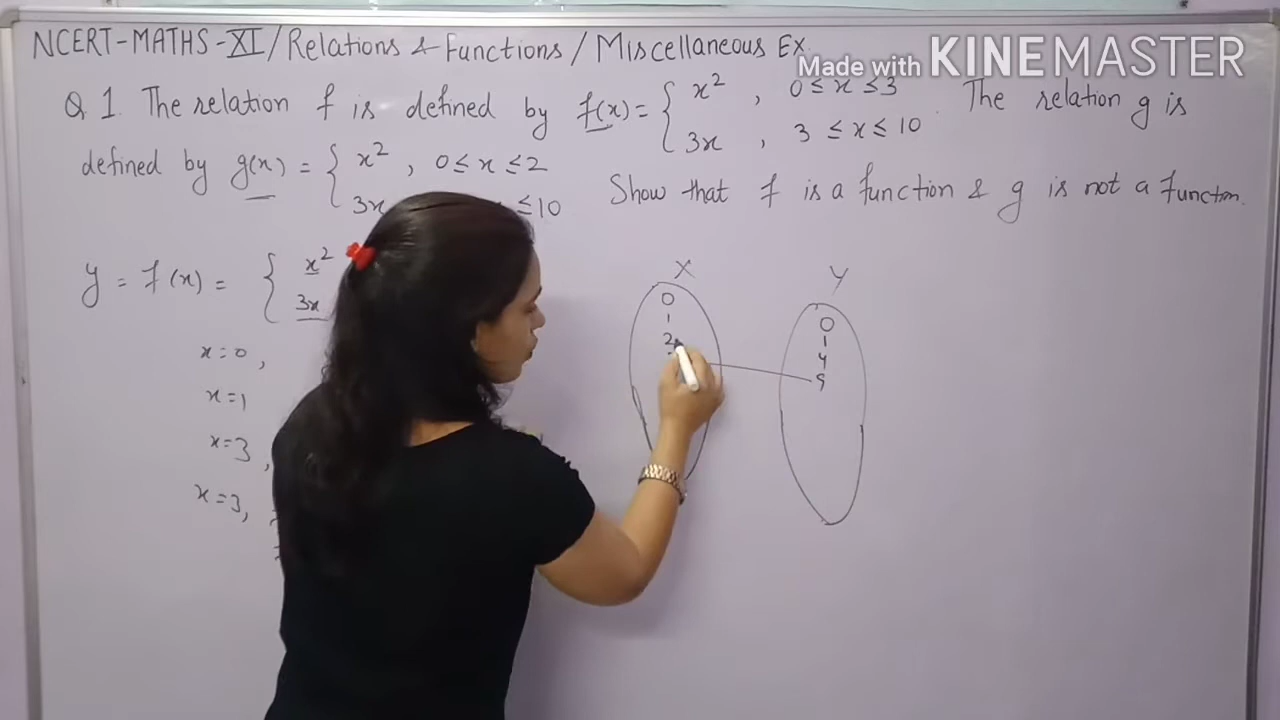 NCERT-MATHS-XI/Relations & Functions/Miscellaneous Ex.
Made with KINEMASTER
Q 1. The relation f is defined by f(x) = { x² , 0 ≤ x ≤ 3 The relation g is
3x , 3 ≤ x ≤ 10
defined by g(x) = { x² , 0 ≤ x ≤ 2 Show that f is a function & g is not a function.
3x ≤ 10
y = f(x) = { x²
3x
x = 0,
x = 1
x = 3,
x = 3,
X Y
0 0
1 1
2 4
9